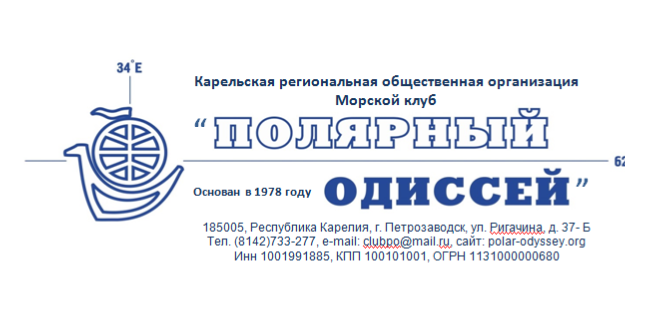 34°E
Карельская региональная общественная организация
Морской клуб
“ПОЛЯРНЫЙ
62
Основан в 1978 году ОДИССЕЙ”
185005, Республика Карелия, г. Петрозаводск, ул. Ригачина, д. 37- Б
Тел. (8142)733-277, e-mail: clubpo@mail.ru, сайт: polar-odyssey.org
Инн 1001991885, КПП 100101001, ОГРН 1131000000680